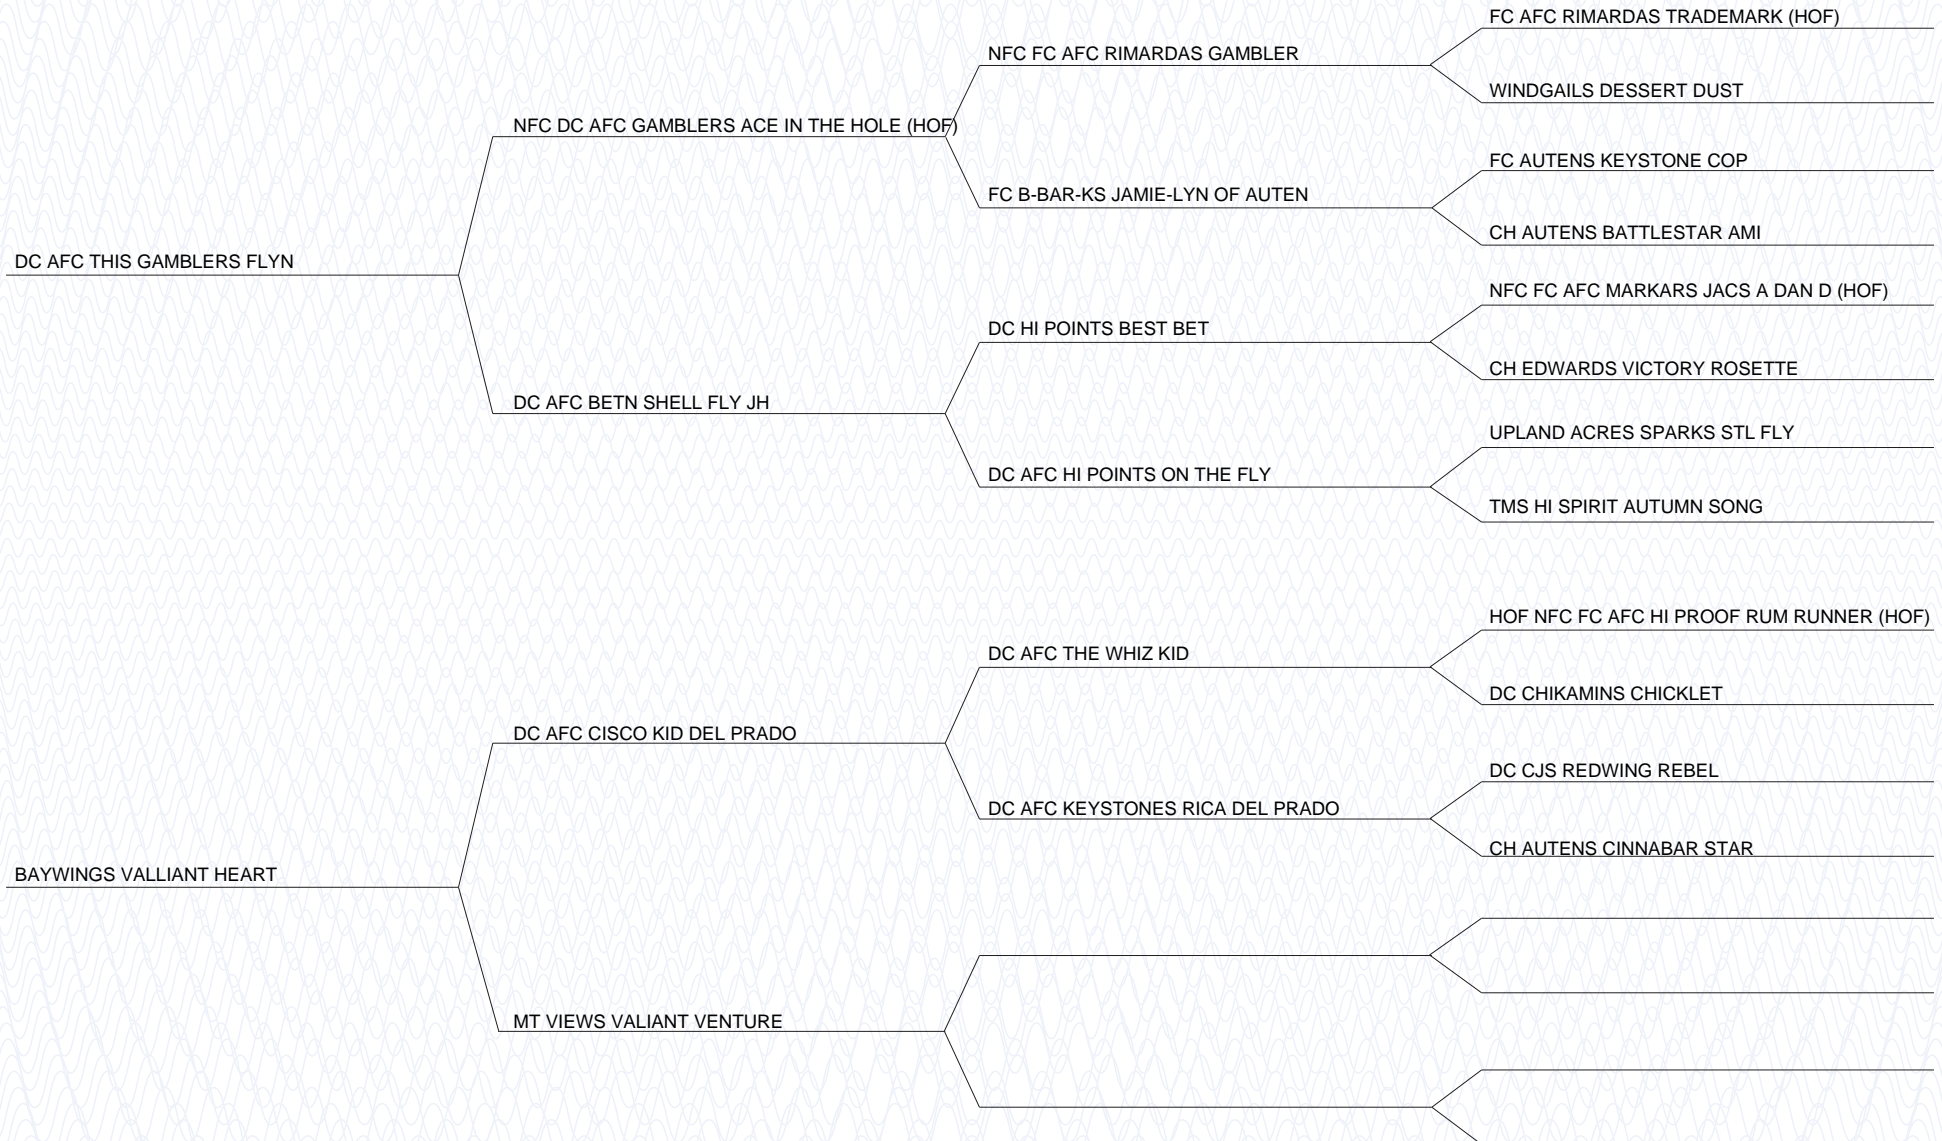 FC AFC RIMARDAS TRADEMARK (HOF)
NFC FC AFC RIMARDAS GAMBLER
WINDGAILS DESSERT DUST
NFC DC AFC GAMBLERS ACE IN THE HOLE (HOF)
FC AUTENS KEYSTONE COP
FC B-BAR-KS JAMIE-LYN OF AUTEN
CH AUTENS BATTLESTAR AMI
DC AFC THIS GAMBLERS FLYN
NFC FC AFC MARKARS JACS A DAN D (HOF)
DC HI POINTS BEST BET
CH EDWARDS VICTORY ROSETTE
DC AFC BETN SHELL FLY JH
UPLAND ACRES SPARKS STL FLY
DC AFC HI POINTS ON THE FLY
TMS HI SPIRIT AUTUMN SONG
HOF NFC FC AFC HI PROOF RUM RUNNER (HOF)
DC AFC THE WHIZ KID
DC CHIKAMINS CHICKLET
DC AFC CISCO KID DEL PRADO
DC CJS REDWING REBEL
DC AFC KEYSTONES RICA DEL PRADO
CH AUTENS CINNABAR STAR
BAYWINGS VALLIANT HEART
MT VIEWS VALIANT VENTURE